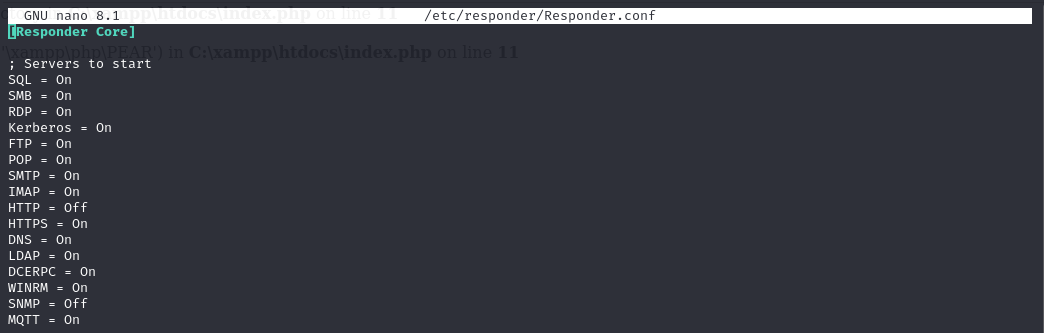 mpp\htdocs\index.php on line 11
GNU nano 8.1 /etc/responder/Responder.conf
[Responder Core]
'\xampp\php\PEAR') in C:\xampp\htdocs\index.php on line 11
; Servers to start
SQL = On
SMB = On
RDP = On
Kerberos = On
FTP = On
POP = On
SMTP = On
IMAP = On
HTTP = Off
HTTPS = On
DNS = On
LDAP = On
DCERPC = On
WINRM = On
SNMP = Off
MQTT = On